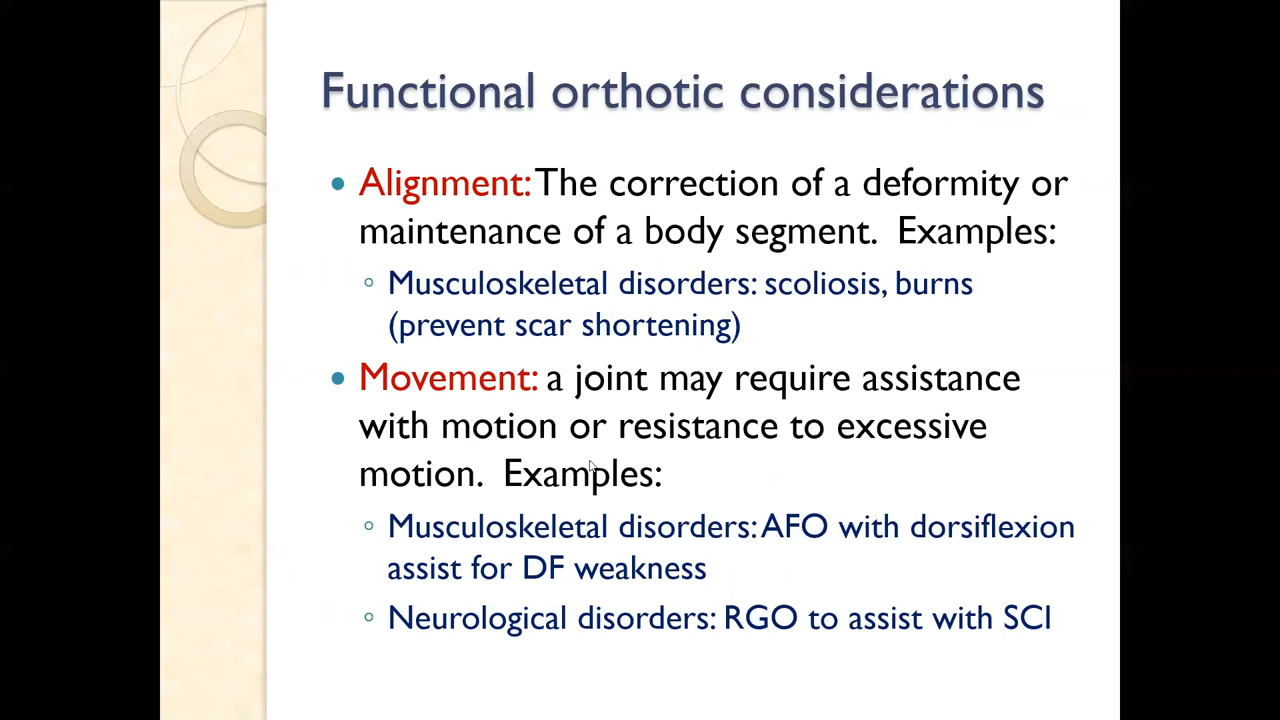 Functional orthotic considerations
Alignment: The correction of a deformity or
maintenance of a body segment.  Examples:
Musculoskeletal disorders: scoliosis, burns
(prevent scar shortening)
Movement: a joint may require assistance
with motion or resistance to excessive
motion.  Examples:
Musculoskeletal disorders: AFO with dorsiflexion
assist for DF weakness
Neurological disorders: RGO to assist with SCI